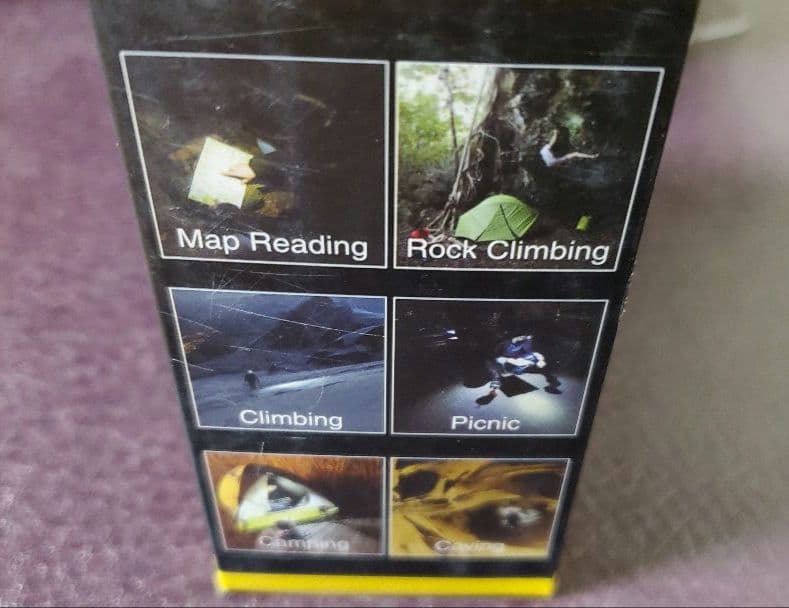 Map Reading
Rock Climbing
Climbing
Picnic
Camping
Caving